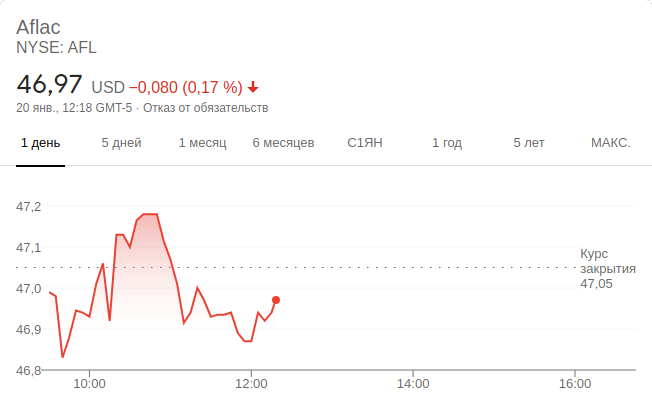 Aflac
NYSE: AFL
46,97 USD −0,080 (0,17 %)
20 янв., 12:18 GMT-5 · Отказ от обязательств
1 день 5 дней 1 месяц 6 месяцев С1ЯН 1 год 5 лет МАКС.
47,2
47,1
Курс
закрытия
47,05
47,0
46,9
46,8
10:00 12:00 14:00 16:00